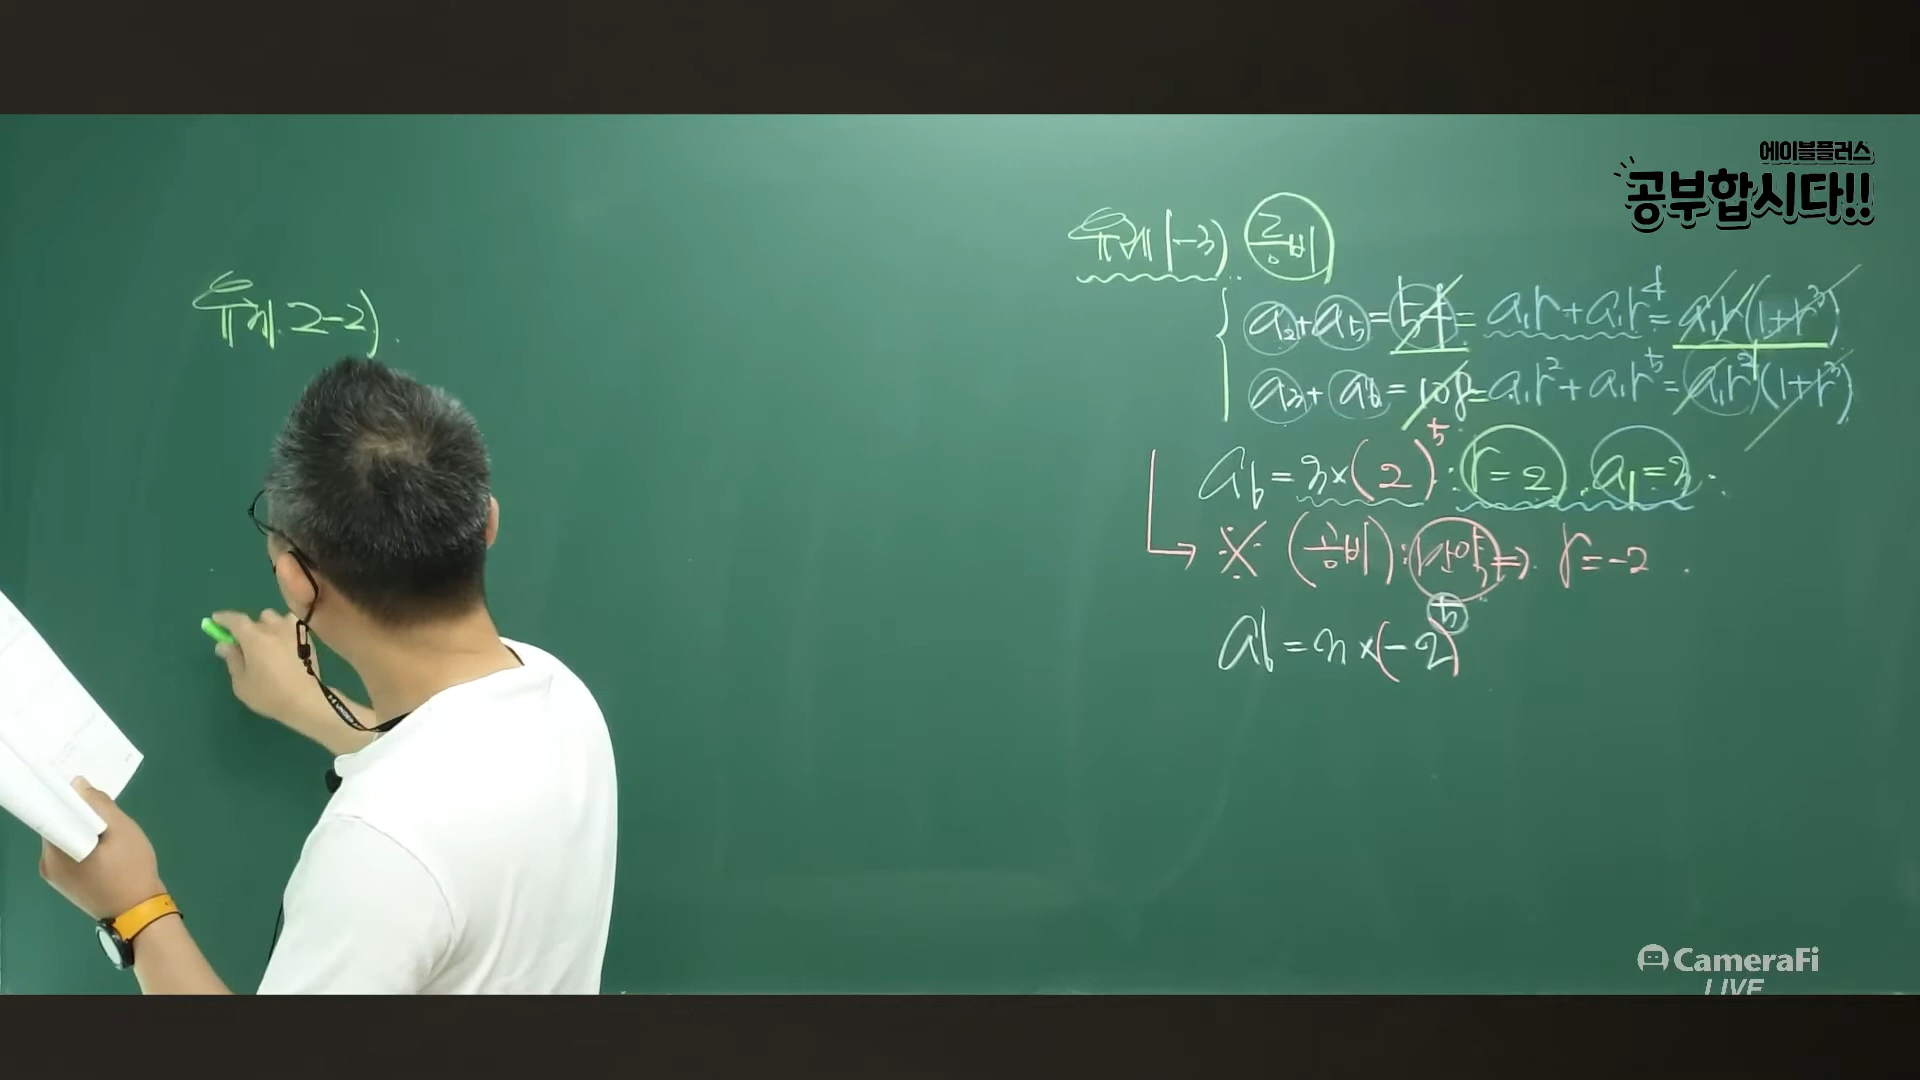 에이블플러스
공부합시다!!
유제 1-3) 공비
a₂+a₅=54=a₁r+a₁r⁴=a₁r(1+r³)
a₃+a₆=108=a₁r²+a₁r⁵=a₁r²(1+r³)
a₆=3×(2)⁵ : r=2, a₁=3.
※ (공비): 만약 ⇒ r=-2.
a₆=3×(-2)⁵
유제 2-2).
CameraFi
LIVE